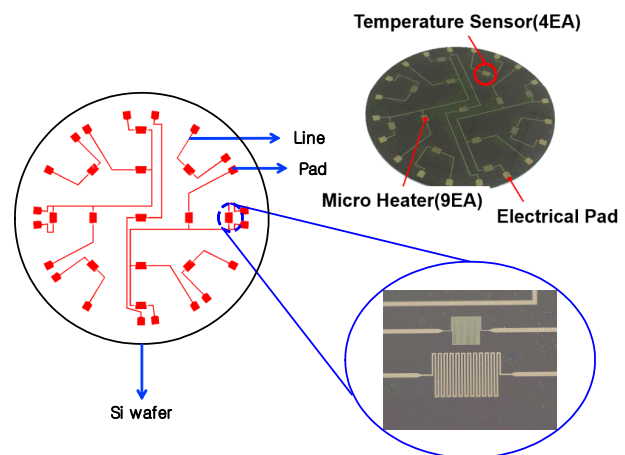 Temperature Sensor(4EA)
Line
Pad
Micro Heater(9EA)
Electrical Pad
Si wafer